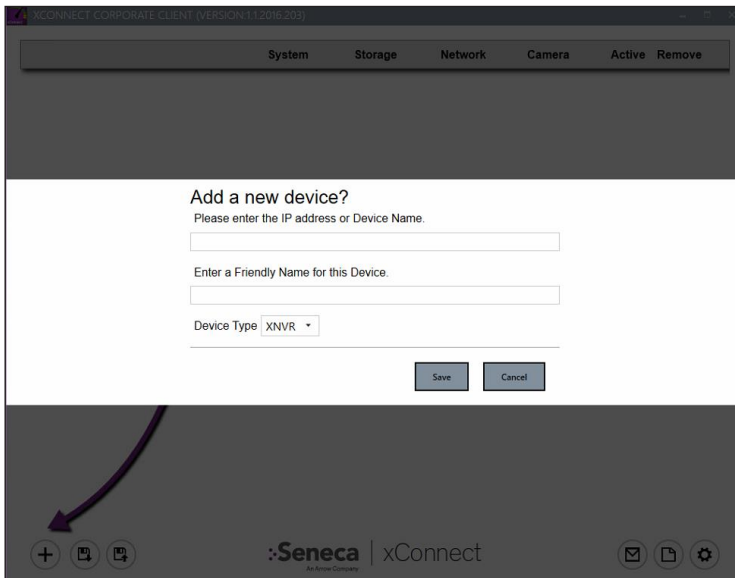 XCONNECT CORPORATE CLIENT (VERSION:1.1.2016.203)
System Storage Network Camera Active Remove
Add a new device?
Please enter the IP address or Device Name.
Enter a Friendly Name for this Device.
Device Type XNVR
Save Cancel
:Seneca | xConnect
An Arrow Company